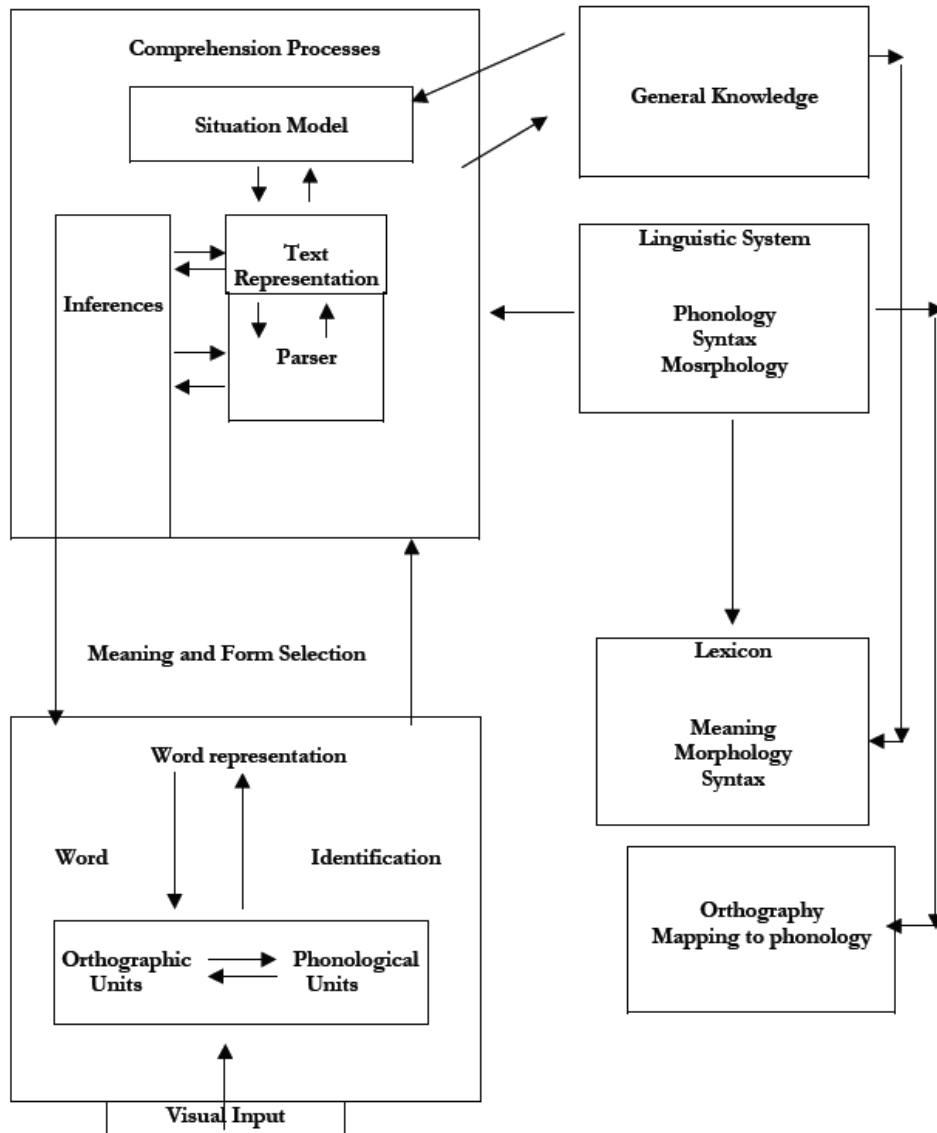 Comprehension Processes
Situation Model
Text
Representation
Inferences
Parser
General Knowledge
Linguistic System
Phonology
Syntax
Mosrphology
Meaning and Form Selection
Lexicon
Meaning
Morphology
Syntax
Word representation
Word
Identification
Orthographic
Units
Phonological
Units
Orthography
Mapping to phonology
Visual Input